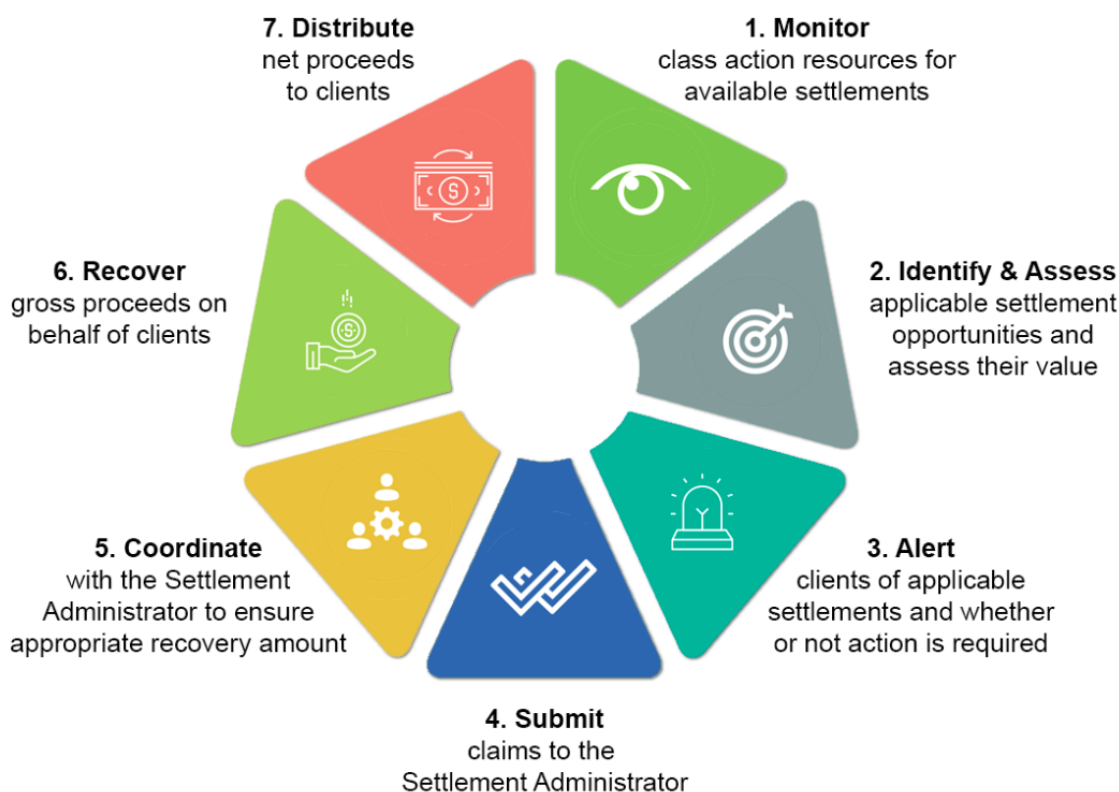 1. Monitor
class action resources for
available settlements
2. Identify & Assess
applicable settlement
opportunities and
assess their value
3. Alert
clients of applicable
settlements and whether
or not action is required
4. Submit
claims to the
Settlement Administrator
5. Coordinate
with the Settlement
Administrator to ensure
appropriate recovery amount
6. Recover
gross proceeds on
behalf of clients
7. Distribute
net proceeds
to clients